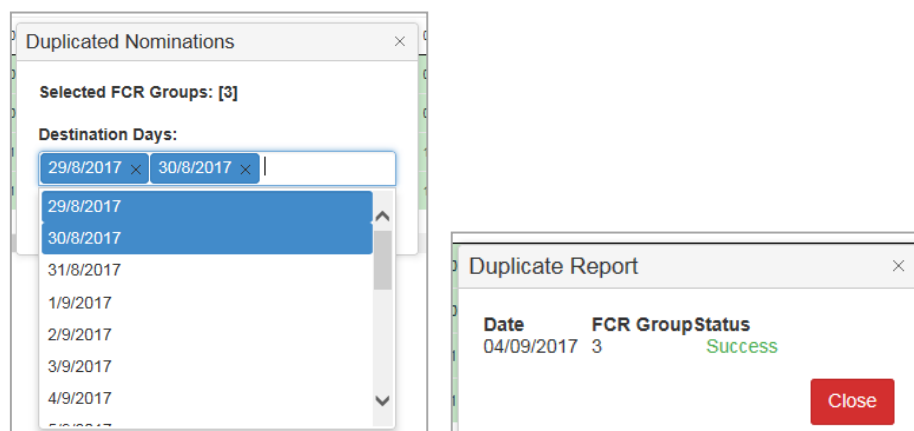 Duplicated Nominations ×
Selected FCR Groups: [3]
Destination Days:
29/8/2017 × 30/8/2017 ×
29/8/2017
30/8/2017
31/8/2017
1/9/2017
2/9/2017
3/9/2017
4/9/2017
Duplicate Report ×
Date FCR Group Status
04/09/2017 3 Success
Close